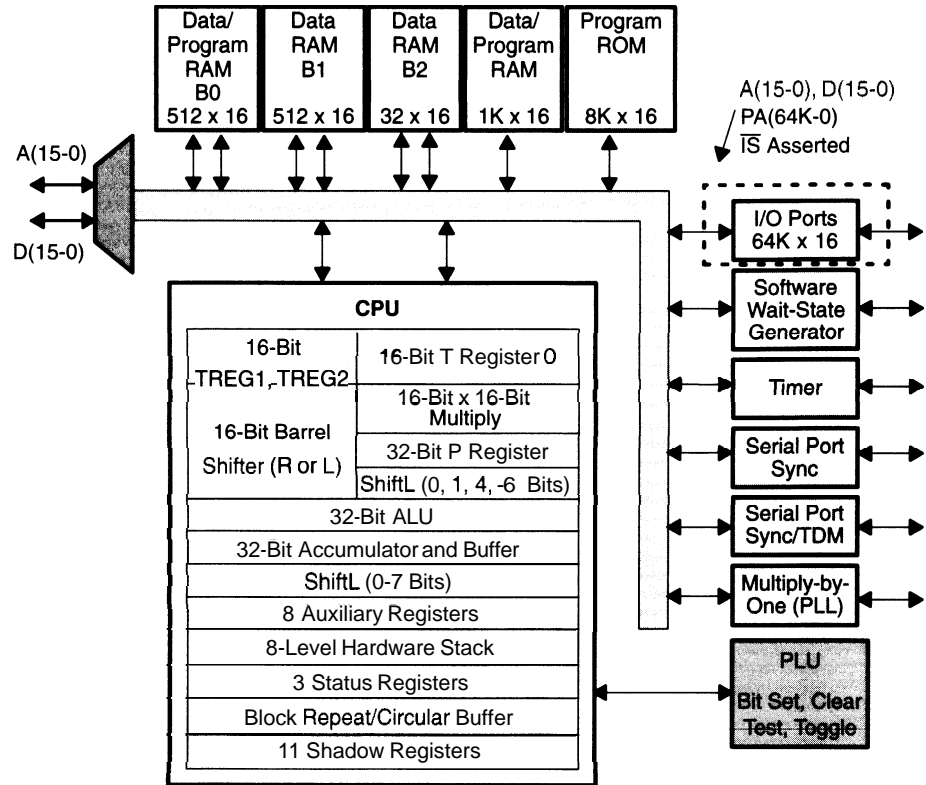 Data/
Program
RAM
B0
512 x 16
Data
RAM
B1
512 x 16
Data
RAM
B2
32 x 16
Data/
Program
RAM
1K x 16
Program
ROM
8K x 16
A(15-0), D(15-0)
PA(64K-0)
I̅S̅ Asserted
A(15-0)
D(15-0)
I/O Ports
64K x 16
Software
Wait-State
Generator
Timer
Serial Port
Sync
Serial Port
Sync/TDM
Multiply-by-
One (PLL)
PLU
Bit Set, Clear
Test, Toggle
CPU
16-Bit
TREG1, TREG2
16-Bit Barrel
Shifter (R or L)
16-Bit T Register 0
16-Bit x 16-Bit
Multiply
32-Bit P Register
ShiftL (0, 1, 4, -6 Bits)
32-Bit ALU
32-Bit Accumulator and Buffer
ShiftL (0-7 Bits)
8 Auxiliary Registers
8-Level Hardware Stack
3 Status Registers
Block Repeat/Circular Buffer
11 Shadow Registers